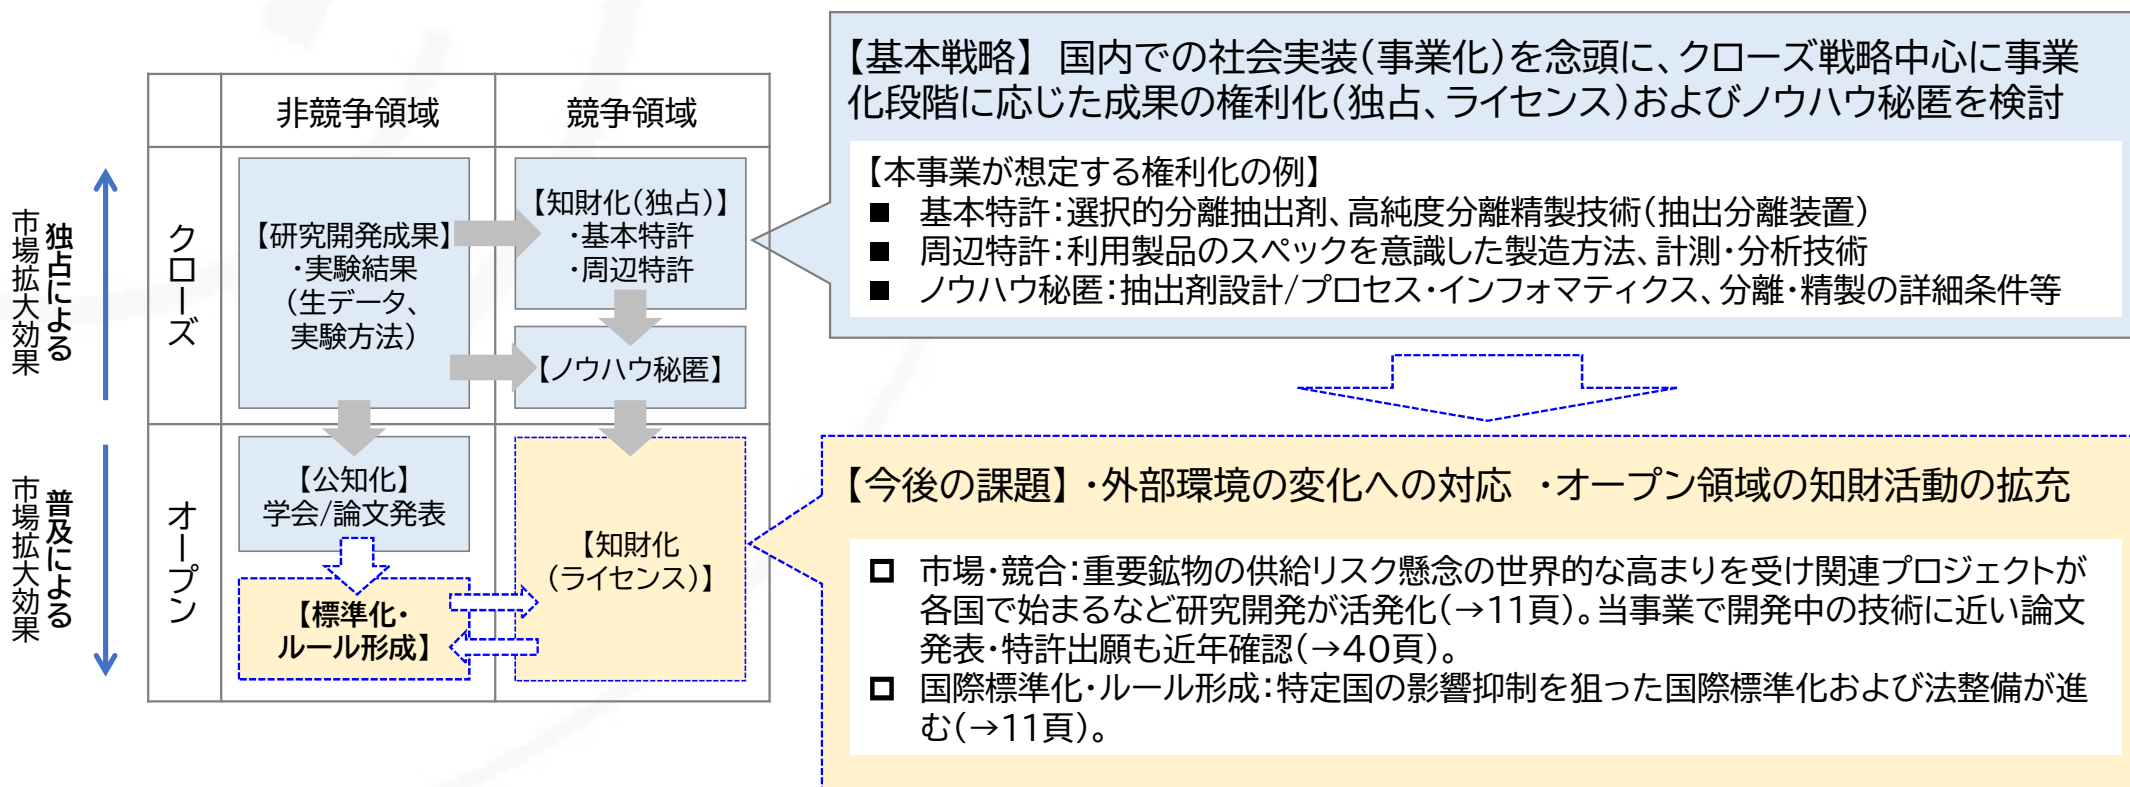 非競争領域
競争領域
独占による
市場拡大効果
クローズ
【研究開発成果】
・実験結果
(生データ、
実験方法)
【知財化(独占)】
・基本特許
・周辺特許
【ノウハウ秘匿】
普及による
市場拡大効果
オープン
【公知化】
学会/論文発表
【標準化・
ルール形成】
【知財化
(ライセンス)】
【基本戦略】 国内での社会実装(事業化)を念頭に、クローズ戦略中心に事業
化段階に応じた成果の権利化(独占、ライセンス)およびノウハウ秘匿を検討
【本事業が想定する権利化の例】
■ 基本特許:選択的分離抽出剤、高純度分離精製技術(抽出分離装置)
■ 周辺特許:利用製品のスペックを意識した製造方法、計測・分析技術
■ ノウハウ秘匿:抽出剤設計/プロセス・インフォマティクス、分離・精製の詳細条件等
【今後の課題】・外部環境の変化への対応 ・オープン領域の知財活動の拡充
□ 市場・競合:重要鉱物の供給リスク懸念の世界的な高まりを受け関連プロジェクトが
各国で始まるなど研究開発が活発化(→11頁)。当事業で開発中の技術に近い論文
発表・特許出願も近年確認(→40頁)。
□ 国際標準化・ルール形成:特定国の影響抑制を狙った国際標準化および法整備が進
む(→11頁)。